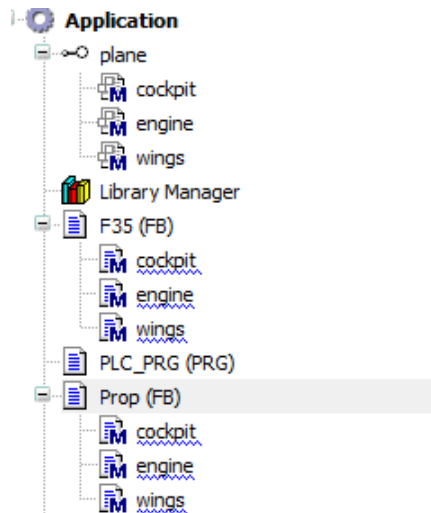 Application
plane
cockpit
engine
wings
Library Manager
F35 (FB)
cockpit
engine
wings
PLC_PRG (PRG)
Prop (FB)
cockpit
engine
wings